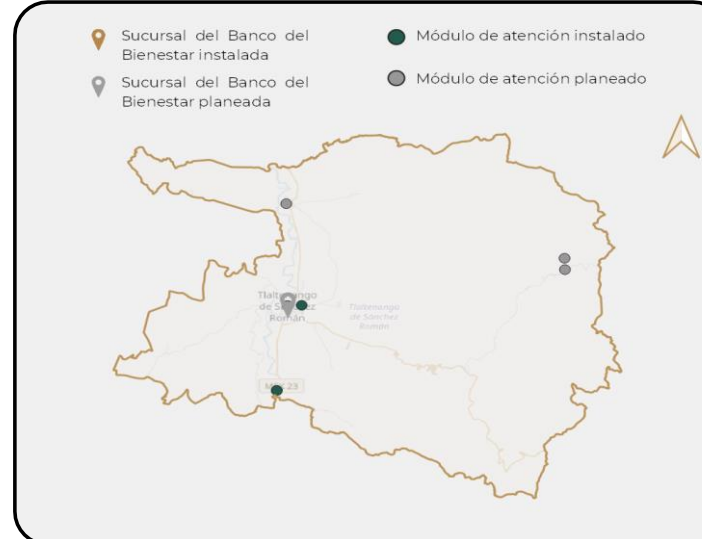 Sucursal del Banco del
Bienestar instalada
Módulo de atención instalado
Sucursal del Banco del
Bienestar planeada
Módulo de atención planeado
Tlaltenango
de Sánchez
Román
Tlaltenango
de Sánchez
Román
23